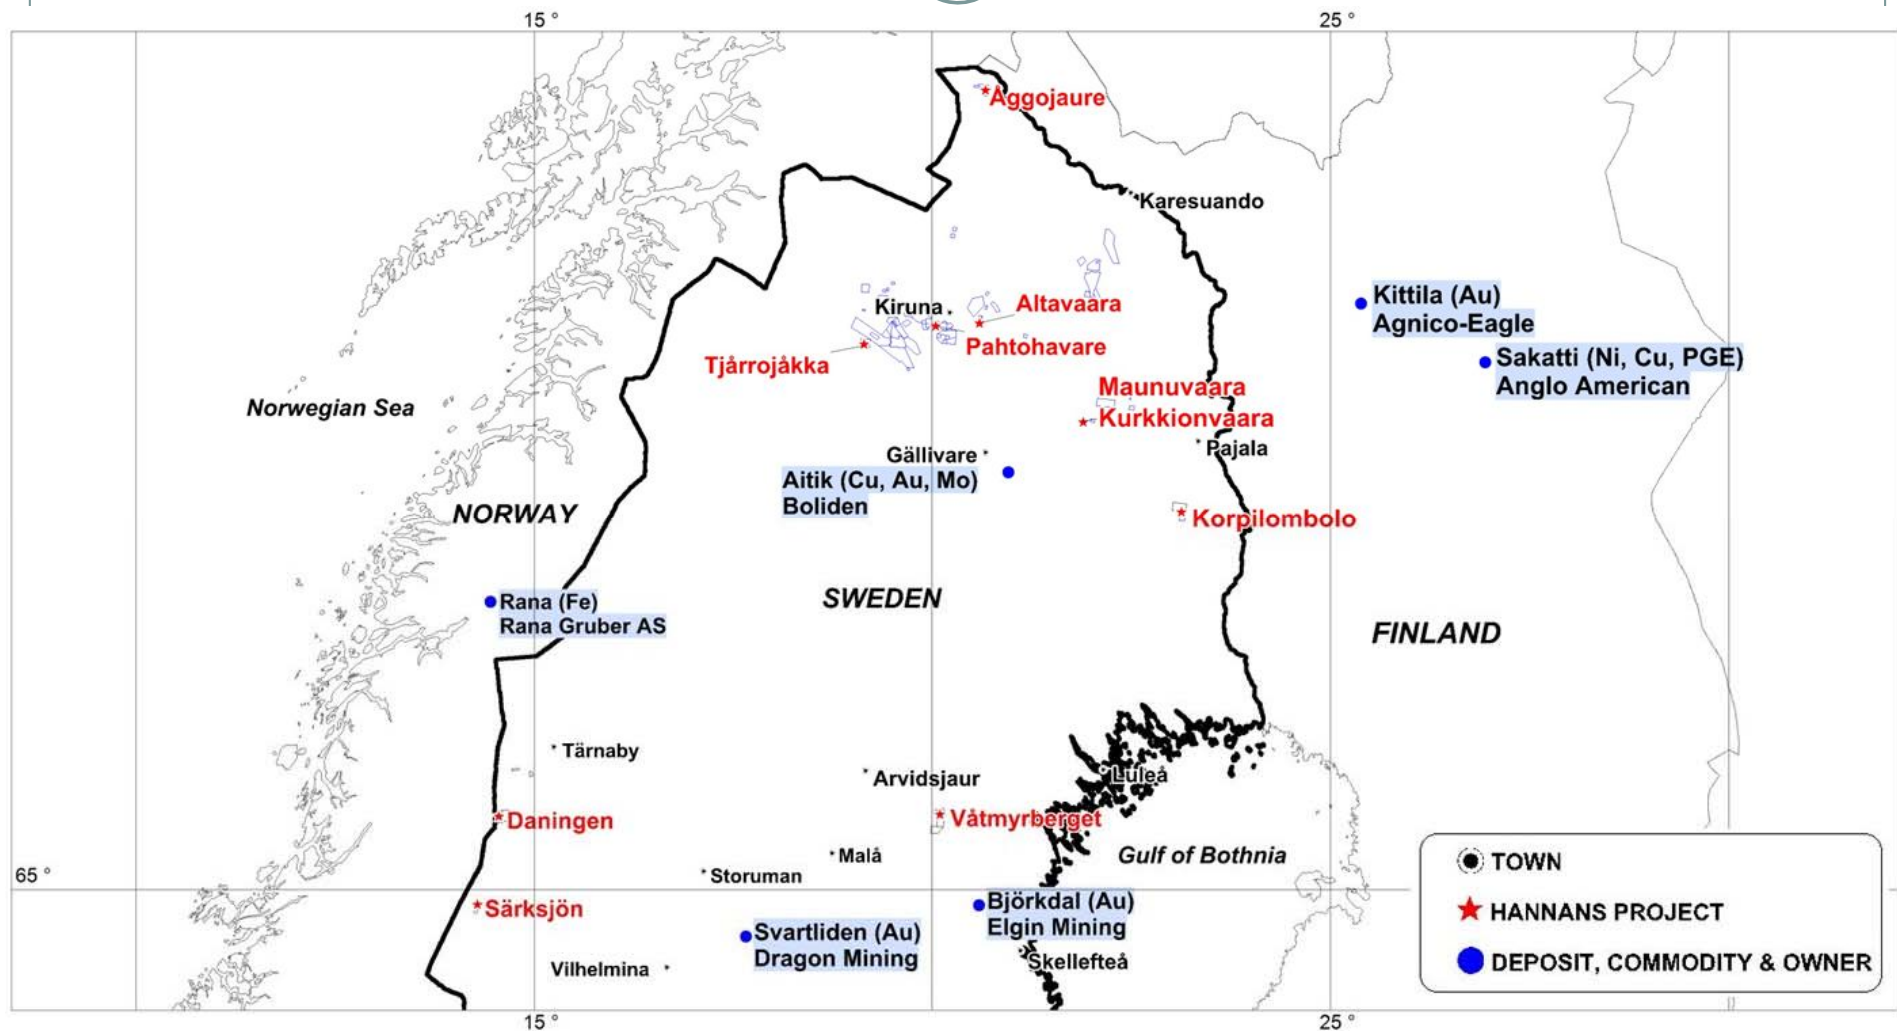 15 °
25 °
Aggojaure
Karesuando
Kiruna
Altavaara
Kittila (Au)
Agnico-Eagle
Pahtohavare
Tjårrojåkka
Sakatti (Ni, Cu, PGE)
Anglo American
Maunuvaara
Kurkkionvaara
Norwegian Sea
Pajala
Gällivare
Aitik (Cu, Au, Mo)
Boliden
NORWAY
Korpilombolo
Rana (Fe)
Rana Gruber AS
SWEDEN
FINLAND
Tärnaby
Arvidsjaur
Luleå
Daningen
Våtmyrberget
Malå
Gulf of Bothnia
Storuman
65 °
Särksjön
Björkdal (Au)
Elgin Mining
Svartliden (Au)
Dragon Mining
Vilhelmina
Skellefteå
TOWN
HANNANS PROJECT
DEPOSIT, COMMODITY & OWNER
15 °
25 °